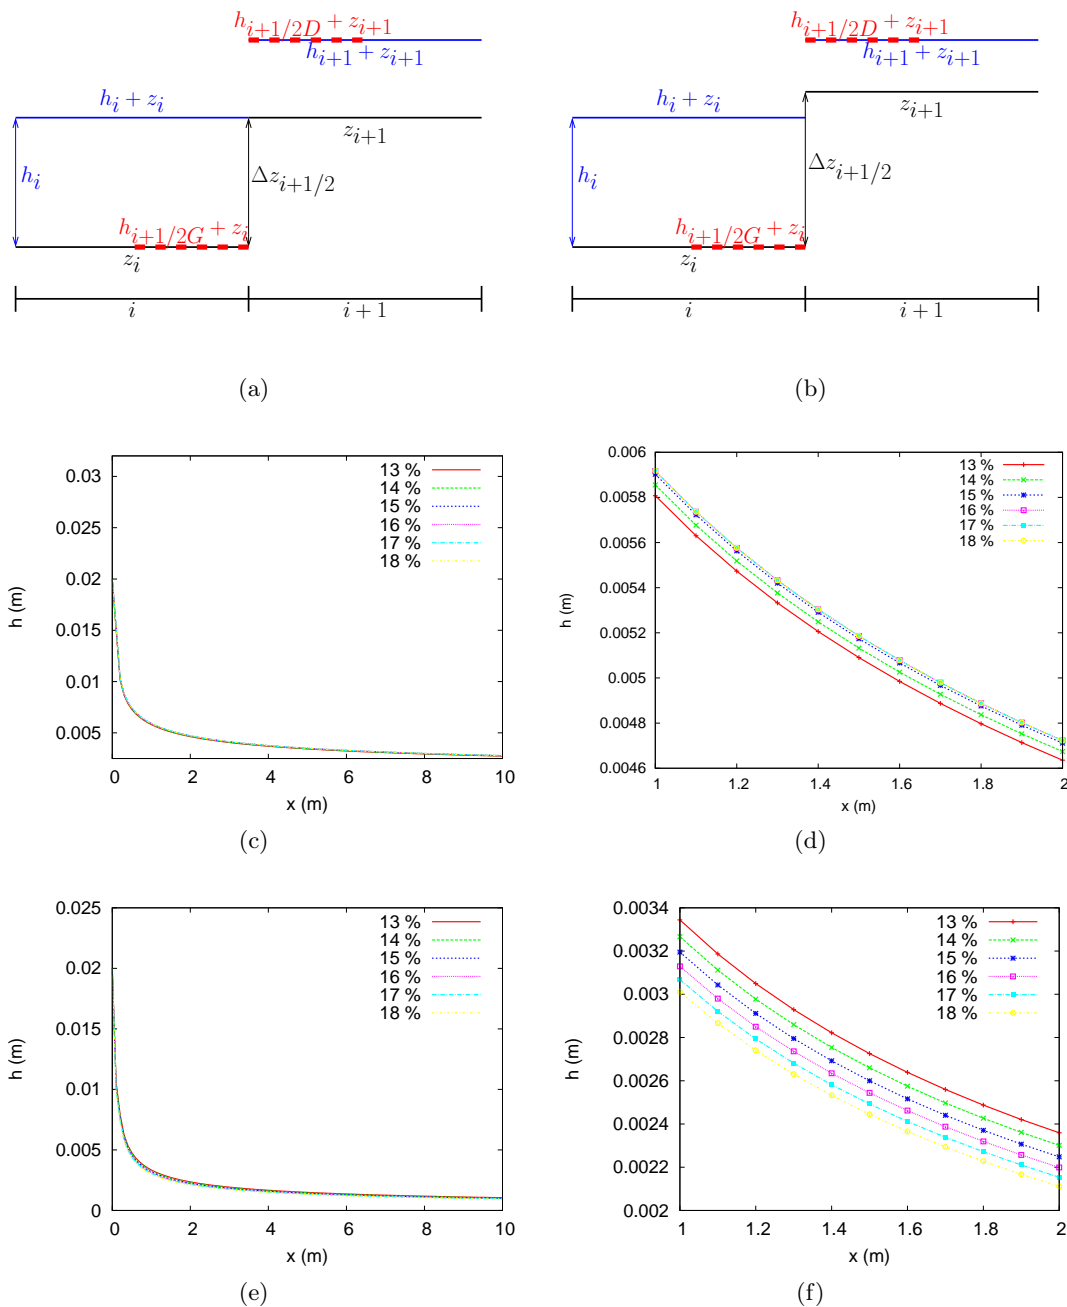 h_{i+1/2D} + z_{i+1}
h_{i+1} + z_{i+1}
h_i + z_i
z_{i+1}
h_i
Δz_{i+1/2}
h_{i+1/2G} + z_i
z_i
i
i + 1
(a)
h_{i+1/2D} + z_{i+1}
h_{i+1} + z_{i+1}
z_{i+1}
h_i + z_i
h_i
Δz_{i+1/2}
h_{i+1/2G} + z_i
z_i
i
i + 1
(b)
0.03
0.025
0.02
0.015
0.01
0.005
h (m)
13 %
14 %
15 %
16 %
17 %
18 %
0 2 4 6 8 10
x (m)
(c)
0.006
0.0058
0.0056
0.0054
0.0052
0.005
0.0048
0.0046
h (m)
13 %
14 %
15 %
16 %
17 %
18 %
1 1.2 1.4 1.6 1.8 2
x (m)
(d)
0.025
0.02
0.015
0.01
0.005
0
h (m)
13 %
14 %
15 %
16 %
17 %
18 %
0 2 4 6 8 10
x (m)
(e)
0.0034
0.0032
0.003
0.0028
0.0026
0.0024
0.0022
0.002
h (m)
13 %
14 %
15 %
16 %
17 %
18 %
1 1.2 1.4 1.6 1.8 2
x (m)
(f)